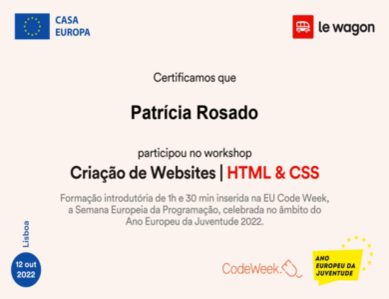 CASA
EUROPA
le wagon
Certificamos que
Patrícia Rosado
participou no workshop
Criação de Websites | HTML & CSS
Formação introdutória de 1h e 30 min inserida na EU Code Week,
a Semana Europeia da Programação, celebrada no âmbito do
Ano Europeu da Juventude 2022.
Lisboa
12 out
2022
CodeWeek
ANO
EUROPEU DA
JUVENTUDE